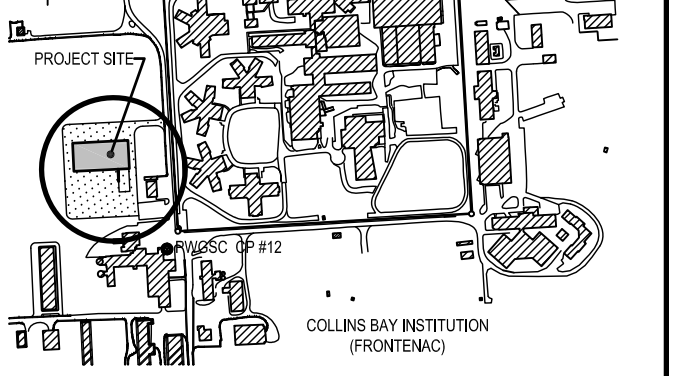 PROJECT SITE
PWGSC CP #12
COLLINS BAY INSTITUTION
(FRONTENAC)